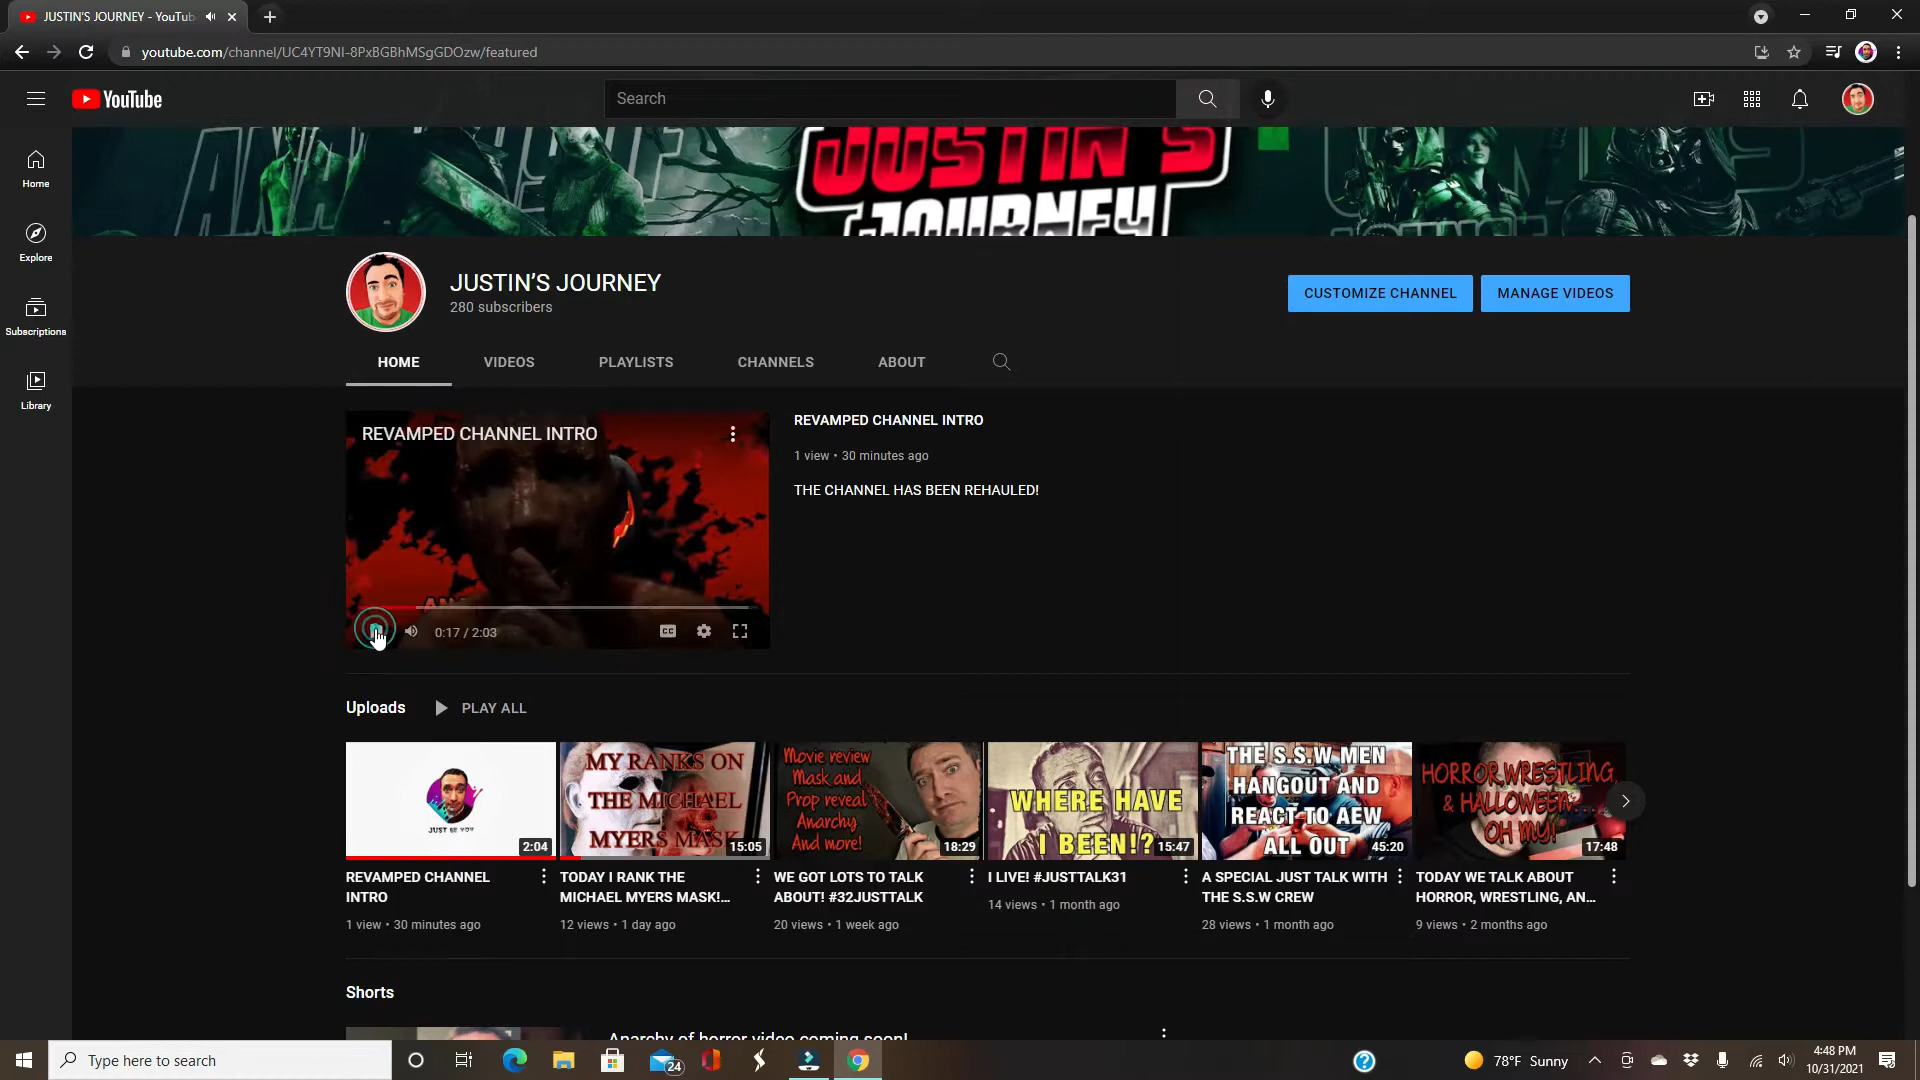 JUSTIN'S JOURNEY - YouTub
youtube.com/channel/UC4YT9NI-8PxBGBhMSgGDOzw/featured
YouTube
Search
JUSTIN'S
JOURNEY
Home
Explore
Subscriptions
Library
JUSTIN'S JOURNEY
280 subscribers
CUSTOMIZE CHANNEL
MANAGE VIDEOS
HOME
VIDEOS
PLAYLISTS
CHANNELS
ABOUT
REVAMPED CHANNEL INTRO
0:17 / 2:03
CC
REVAMPED CHANNEL INTRO
1 view • 30 minutes ago
THE CHANNEL HAS BEEN REHAULED!
Uploads
PLAY ALL
JUST BE YOU
2:04
REVAMPED CHANNEL
INTRO
1 view • 30 minutes ago
MY RANKS ON
THE MICHAEL
MYERS MASK
15:05
TODAY I RANK THE
MICHAEL MYERS MASK!...
12 views • 1 day ago
Movie review
Mask and
Prop reveal
Anarchy
And more!
18:29
WE GOT LOTS TO TALK
ABOUT! #32JUSTTALK
20 views • 1 week ago
WHERE HAVE
I BEEN!?
15:47
I LIVE! #JUSTTALK31
14 views • 1 month ago
THE S.S.W MEN
HANGOUT AND
REACT TO AEW
ALL OUT
45:20
A SPECIAL JUST TALK WITH
THE S.S.W CREW
28 views • 1 month ago
HORROR, WRESTLING,
& HALLOWEEN
OH MY!
17:48
TODAY WE TALK ABOUT
HORROR, WRESTLING, AN...
9 views • 2 months ago
Shorts
Anarchy of horror video coming soon!
Type here to search
24
78°F Sunny
4:48 PM
10/31/2021